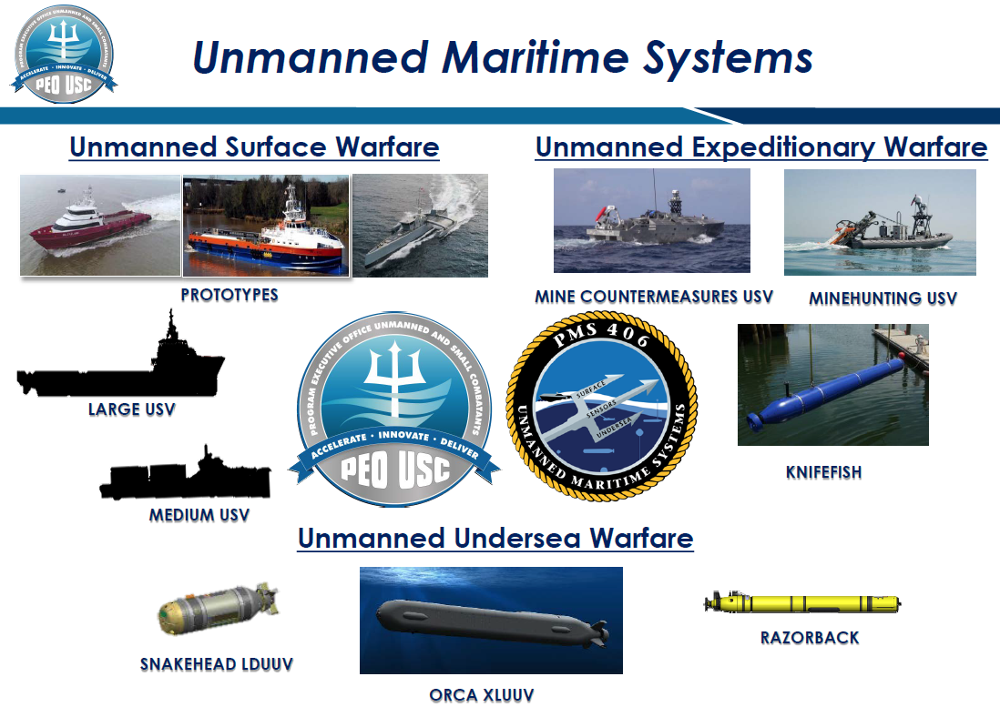 PROGRAM EXECUTIVE OFFICE UNMANNED AND SMALL COMBATANTS
ACCELERATE · INNOVATE · DELIVER
PEO USC
Unmanned Maritime Systems
Unmanned Surface Warfare
Unmanned Expeditionary Warfare
PROTOTYPES
MINE COUNTERMEASURES USV
MINEHUNTING USV
LARGE USV
MEDIUM USV
PROGRAM EXECUTIVE OFFICE UNMANNED AND SMALL COMBATANTS
ACCELERATE · INNOVATE · DELIVER
PEO USC
PMS 406
SURFACE
SENSORS
UNDERSEA
UNMANNED MARITIME SYSTEMS
KNIFEFISH
Unmanned Undersea Warfare
SNAKEHEAD LDUUV
ORCA XLUUV
RAZORBACK